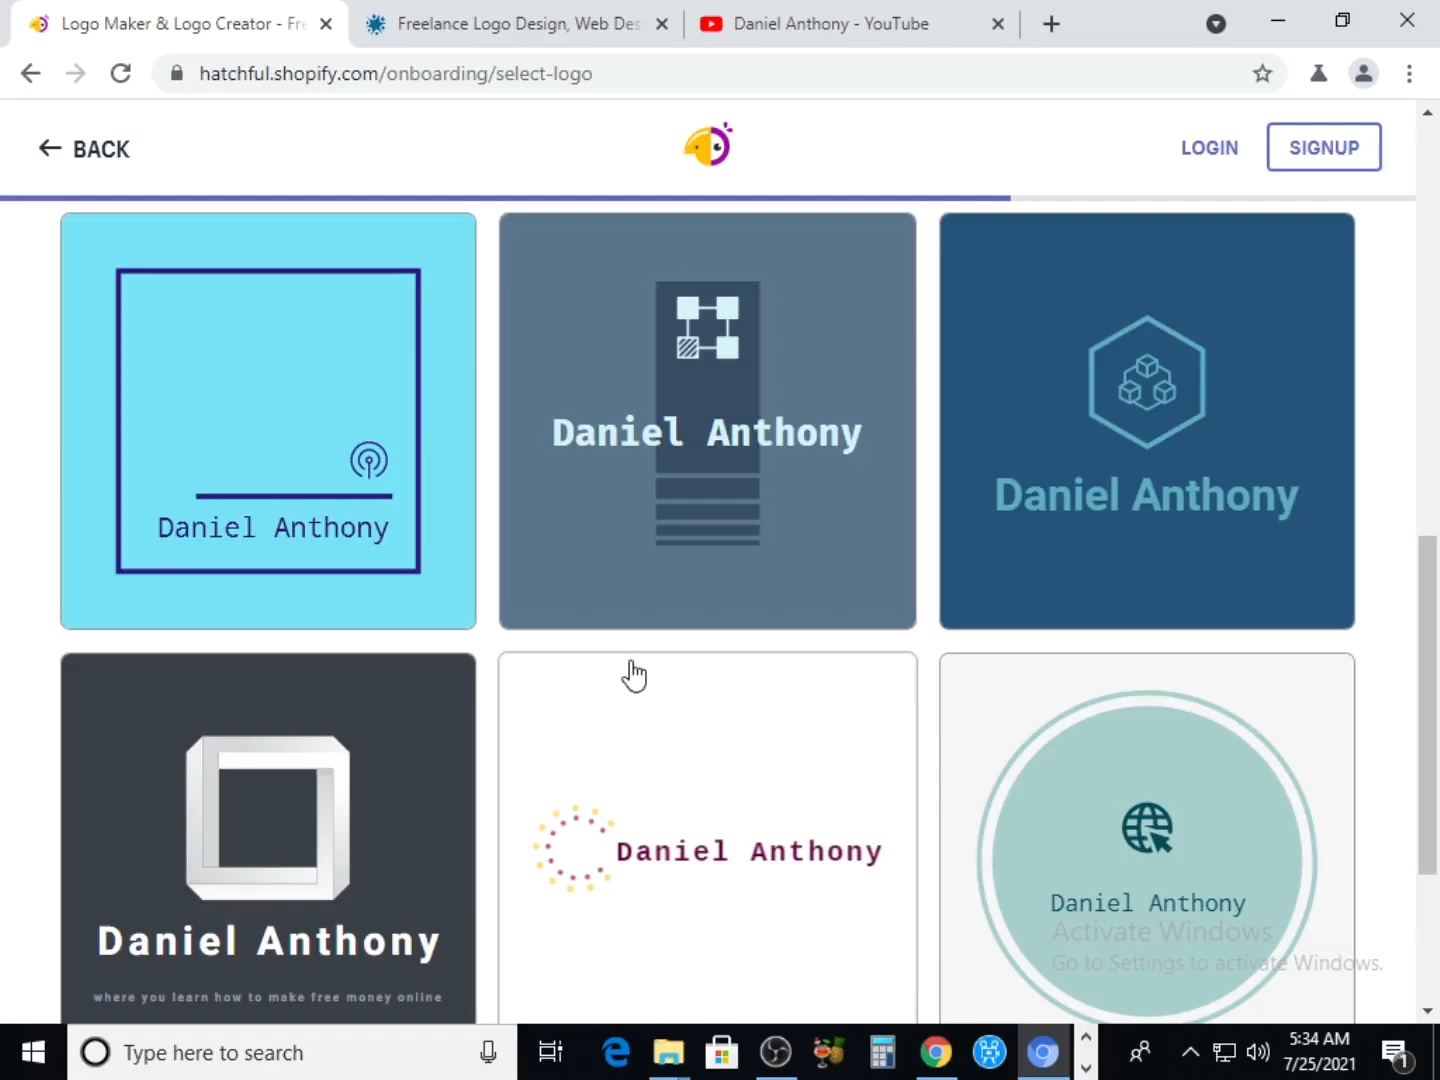 Logo Maker & Logo Creator - Fre
Freelance Logo Design, Web Des
Daniel Anthony - YouTube
hatchful.shopify.com/onboarding/select-logo
BACK
LOGIN
SIGNUP
Daniel Anthony
Daniel Anthony
Daniel Anthony
Daniel Anthony
where you learn how to make free money online
Daniel Anthony
Daniel Anthony
Activate Windows
Go to Settings to activate Windows.
Type here to search
5:34 AM
7/25/2021
1